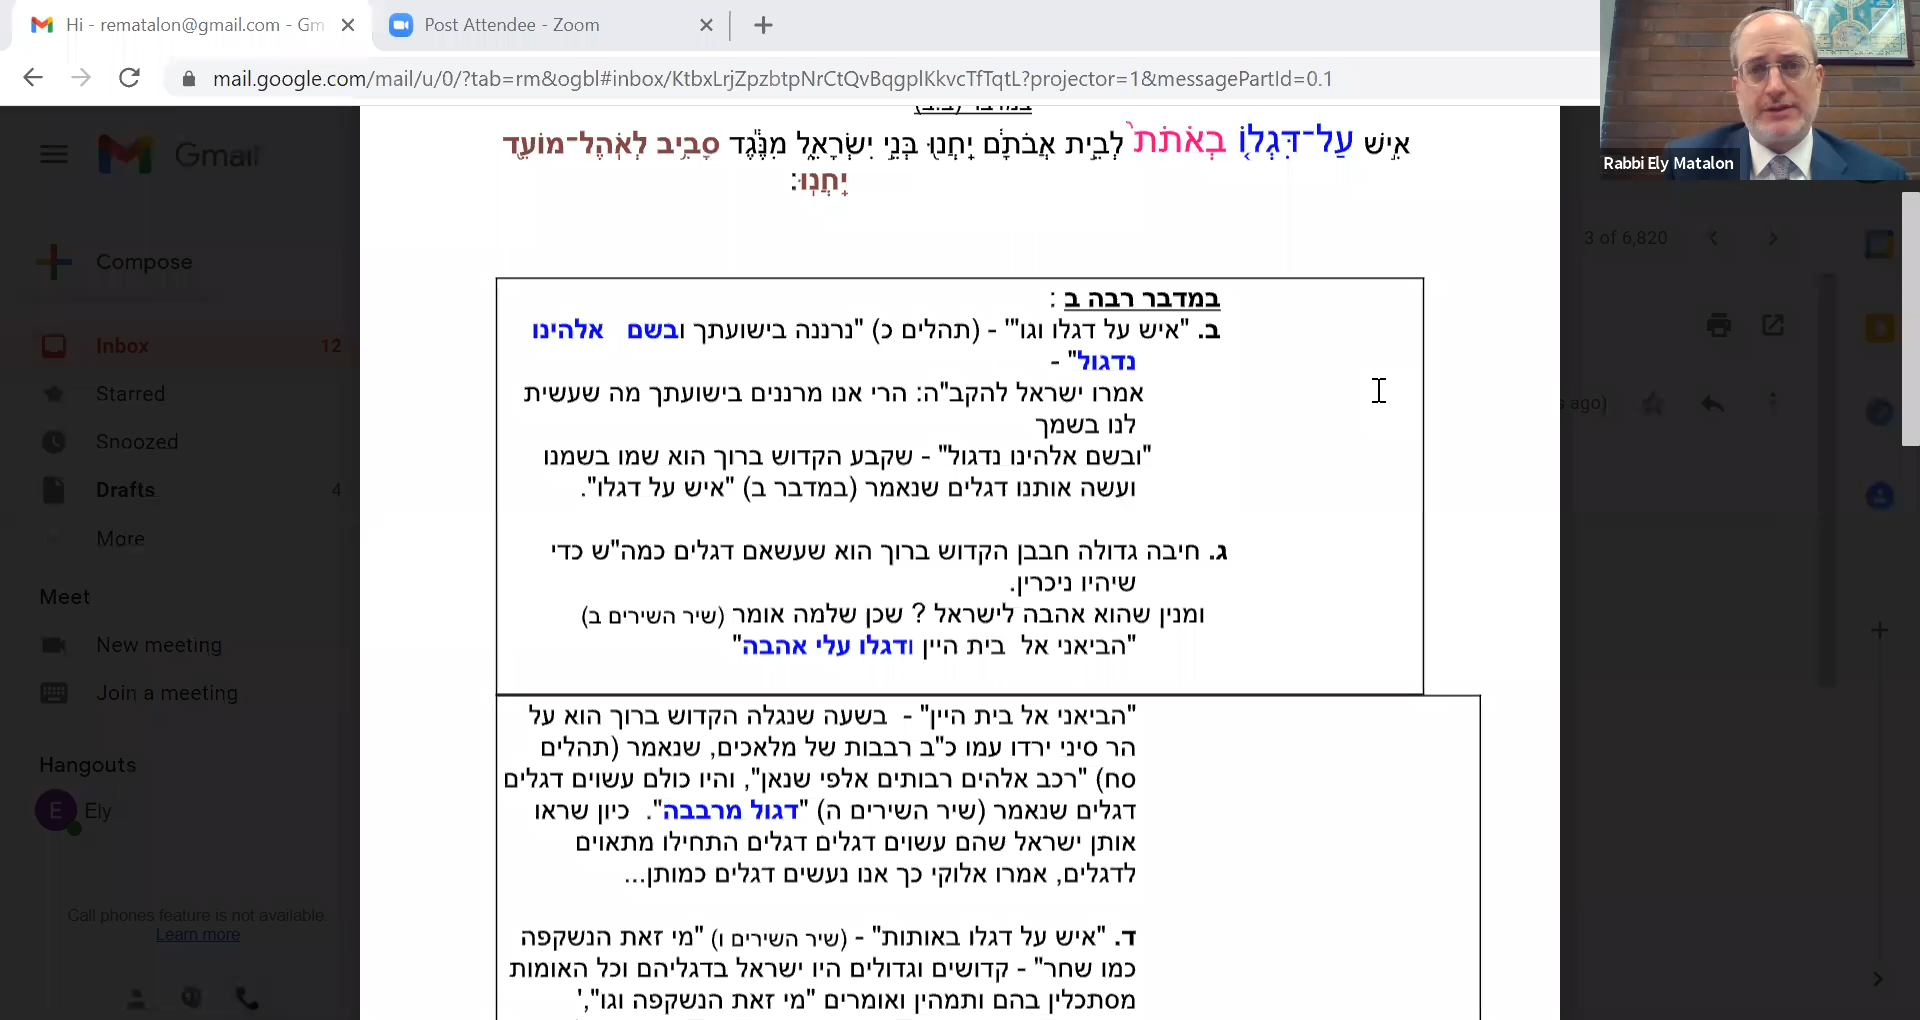 Hi - rematalon@gmail.com - Gm
Post Attendee - Zoom
mail.google.com/mail/u/0/?tab=rm&ogbl#inbox/KtbxLrjZpzbtpNrCtQvBqgplKkvcTfTqtL?projector=1&messagePartId=0.1
Rabbi Ely Matalon
Gmail
Compose
Inbox 12
Starred
Snoozed
Drafts 4
More
Meet
New meeting
Join a meeting
Hangouts
E Ely
Call phones feature is not available.
Learn more
3 of 6,820
s ago)
במדבר (ב:ב)
אִ֣ישׁ עַל־דִּגְל֤וֹ בְאֹתֹת֙ לְבֵ֣ית אֲבֹתָ֔ם יַחֲנ֖וּ בְּנֵ֣י יִשְׂרָאֵ֑ל מִנֶּ֕גֶד סָבִ֥יב לְאֹֽהֶל־מוֹעֵ֖ד
יַחֲנֽוּ׃
במדבר רבה ב :
ב. "איש על דגלו וגו'" - (תהלים כ) "נרננה בישועתך ובשם אלהינו
נדגול" -
אמרו ישראל להקב"ה: הרי אנו מרננים בישועתך מה שעשית
לנו בשמך
"ובשם אלהינו נדגול" - שקבע הקדוש ברוך הוא שמו בשמנו
ועשה אותנו דגלים שנאמר (במדבר ב) "איש על דגלו".
ג. חיבה גדולה חבבן הקדוש ברוך הוא שעשאם דגלים כמה"ש כדי
שיהיו ניכרין.
ומנין שהוא אהבה לישראל ? שכן שלמה אומר (שיר השירים ב)
"הביאני אל בית היין ודגלו עלי אהבה"
"הביאני אל בית היין" - בשעה שנגלה הקדוש ברוך הוא על
הר סיני ירדו עמו כ"ב רבבות של מלאכים, שנאמר (תהלים
סח) "רכב אלהים רבותים אלפי שנאן", והיו כולם עשוים דגלים
דגלים שנאמר (שיר השירים ה) "דגול מרבבה". כיון שראו
אותן ישראל שהם עשוים דגלים דגלים התחילו מתאוים
לדגלים, אמרו אלוקי כך אנו נעשים דגלים כמותן...
ד. "איש על דגלו באותות" - (שיר השירים ו) "מי זאת הנשקפה
כמו שחר" - קדושים וגדולים היו ישראל בדגליהם וכל האומות
מסתכלין בהם ותמהין ואומרים "מי זאת הנשקפה וגו",'